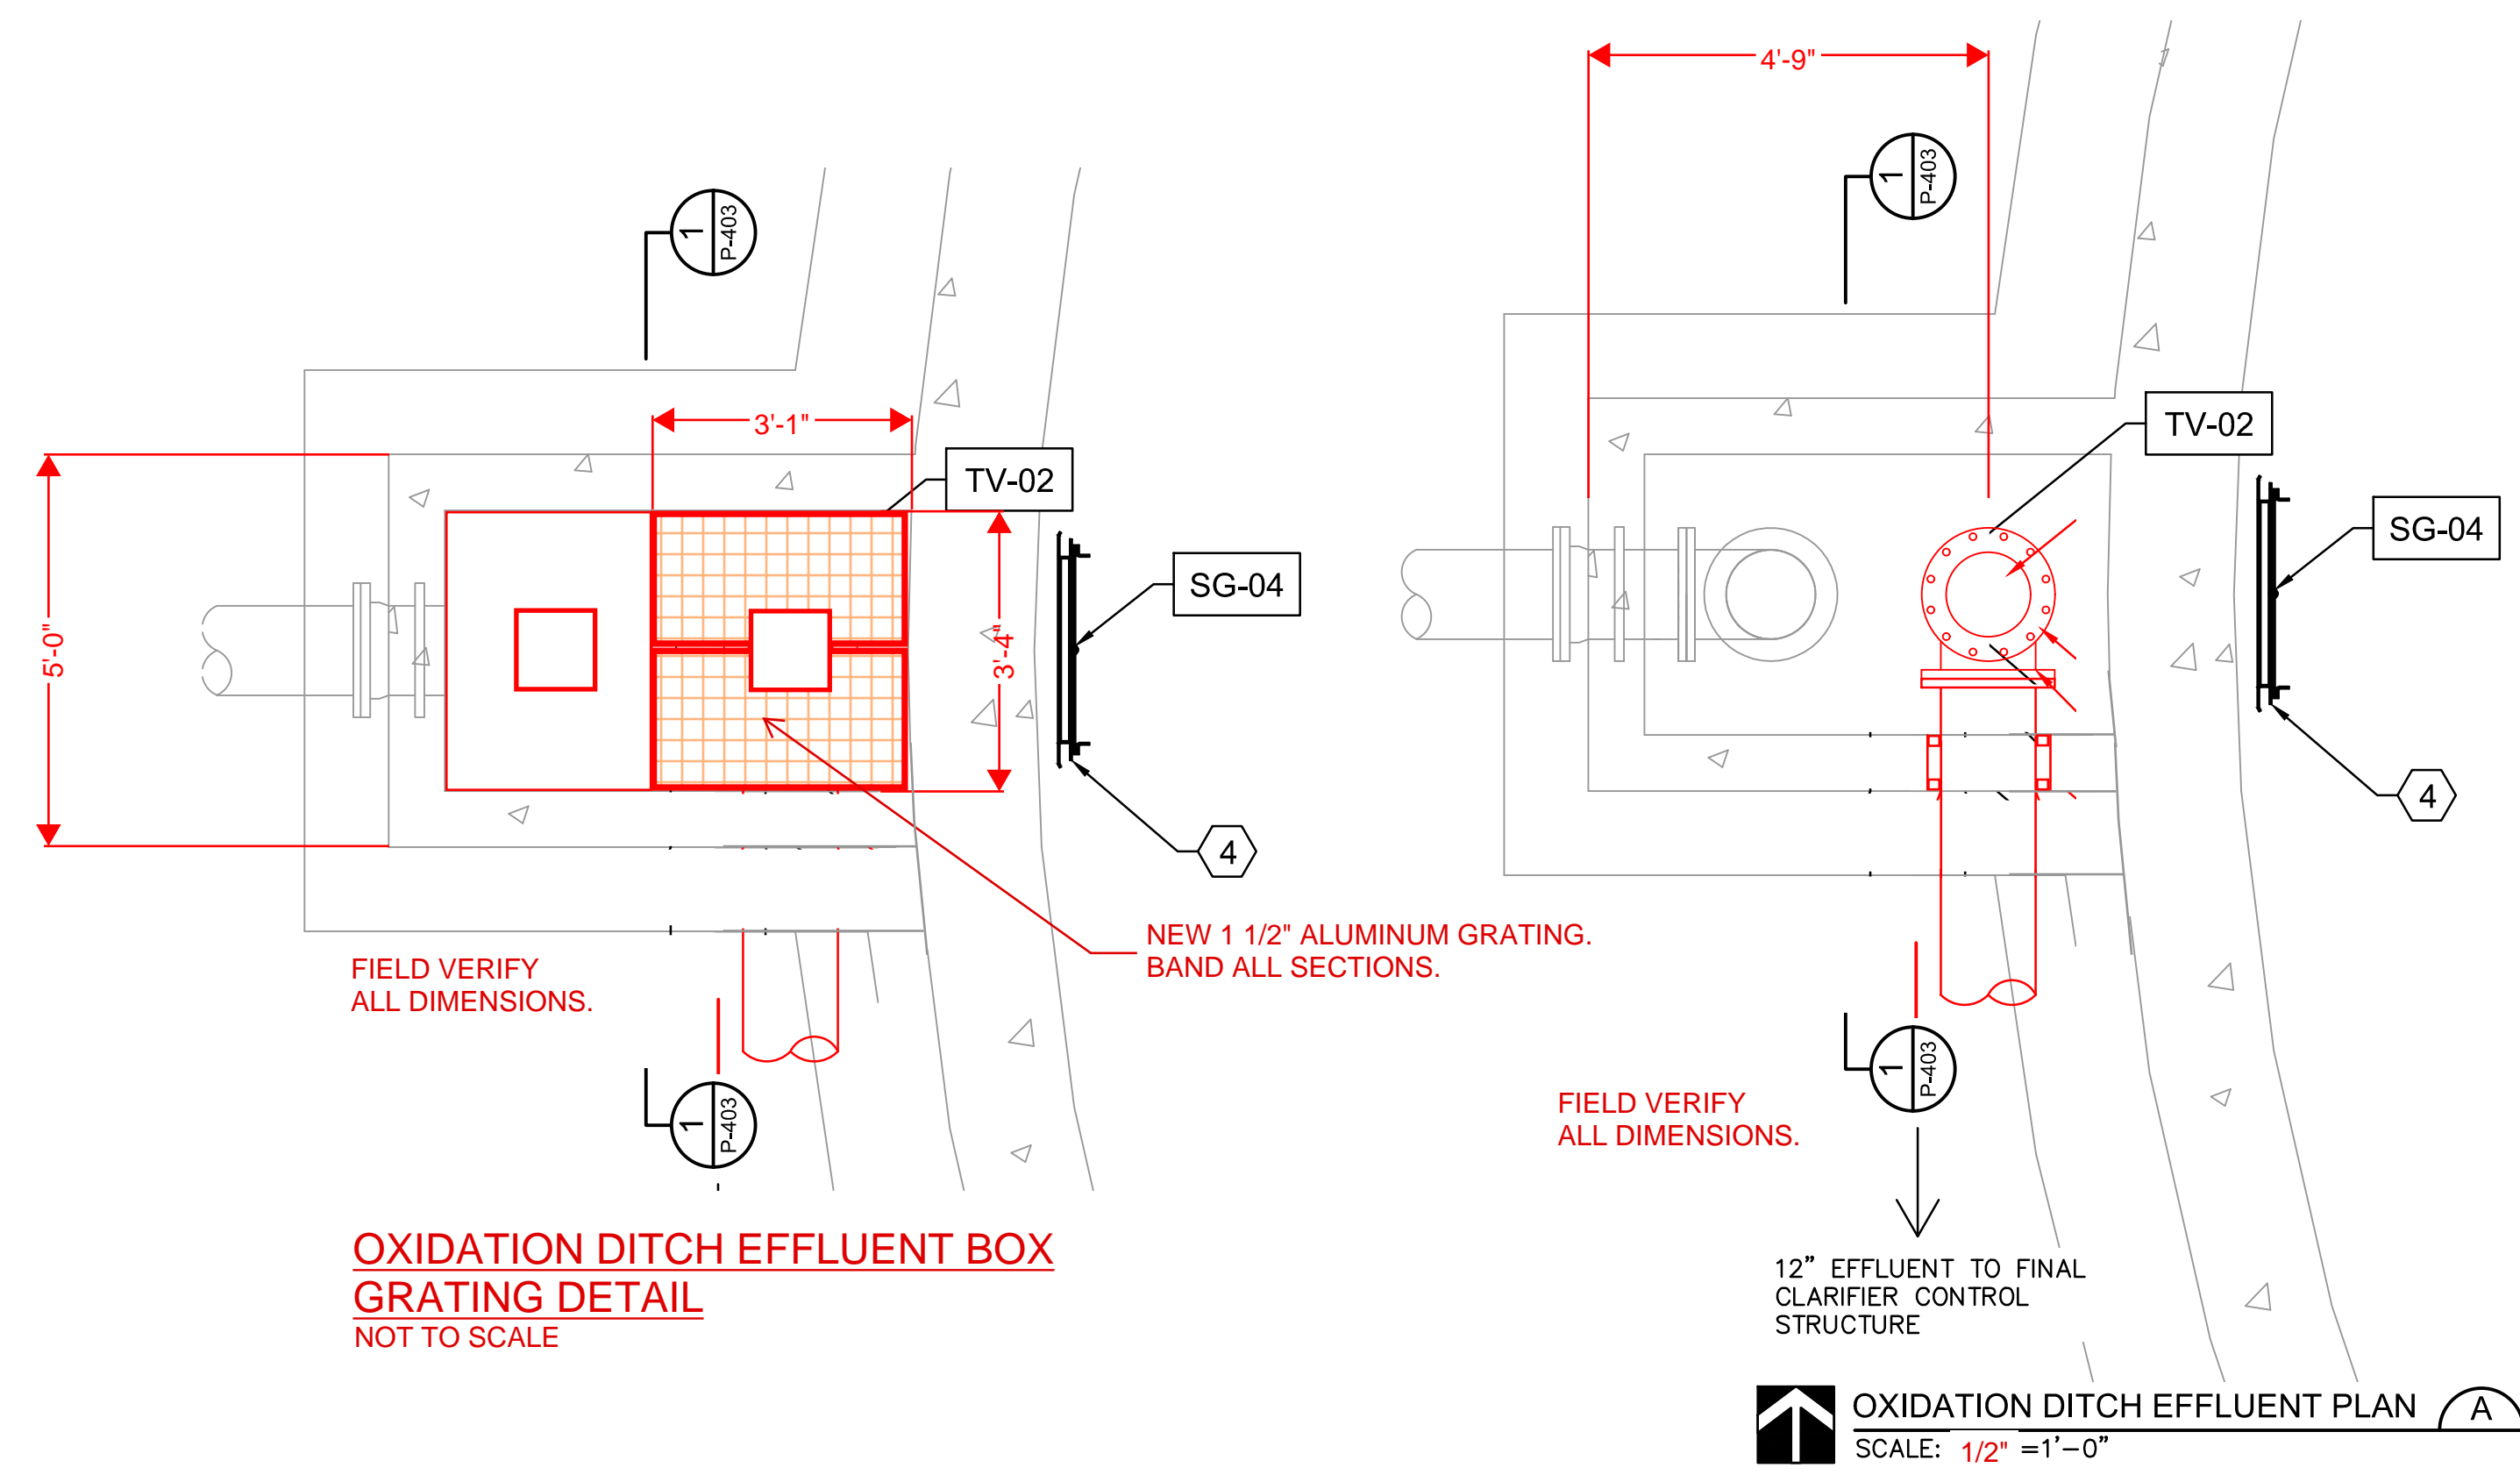 1
P-403
3'-1"
TV-02
5'-0"
3'-4"
SG-04
4
NEW 1 1/2" ALUMINUM GRATING.
BAND ALL SECTIONS.
FIELD VERIFY
ALL DIMENSIONS.
1
P-403
OXIDATION DITCH EFFLUENT BOX
GRATING DETAIL
NOT TO SCALE
4'-9"
1
P-403
TV-02
SG-04
4
1
P-403
FIELD VERIFY
ALL DIMENSIONS.
12” EFFLUENT TO FINAL
CLARIFIER CONTROL
STRUCTURE
OXIDATION DITCH EFFLUENT PLAN A
SCALE: 1/2" =1’-0”